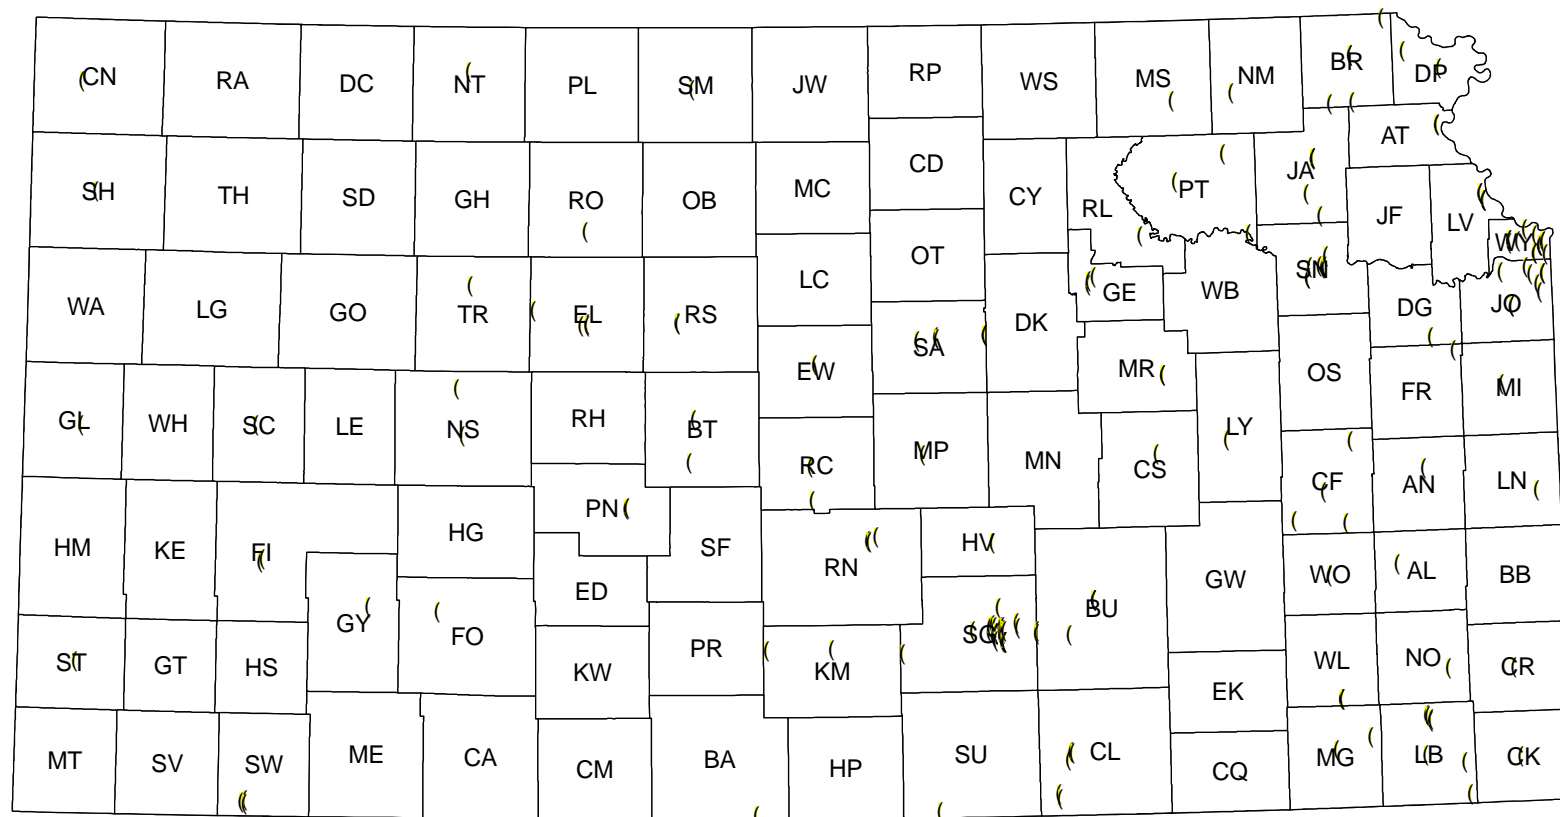 CN RA DC NT PL SM JW RP WS MS NM BR DP
SH TH SD GH RO OB MC CD CY RL PT JA AT
JF LV WY
WA LG GO TR EL RS LC OT DK GE WB SN DG JO
GL WH SC LE NS RH BT EW SA MR OS FR MI
HM KE FI HG PN SF RC MP MN CS LY CF AN LN
GY FO ED RN HV BU GW WO AL BB
ST GT HS KW PR KM SG EK WL NO CR
MT SV SW ME CA CM BA HP SU CL CQ MG LB CK